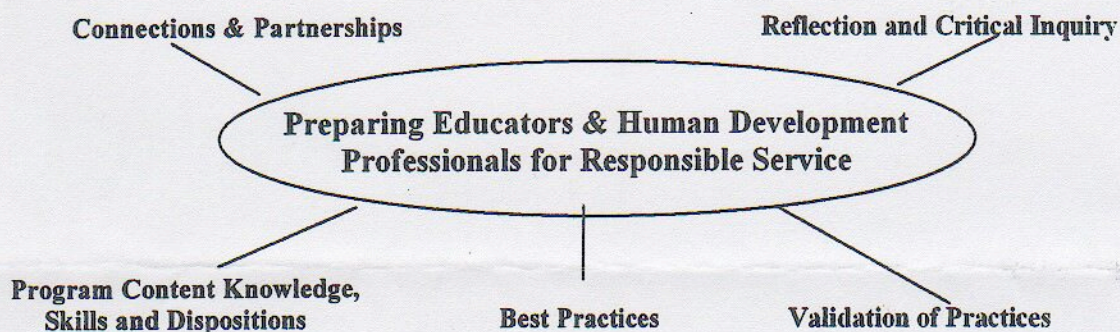 Connections & Partnerships
Reflection and Critical Inquiry
Preparing Educators & Human Development
Professionals for Responsible Service
Program Content Knowledge,
Skills and Dispositions
Best Practices
Validation of Practices